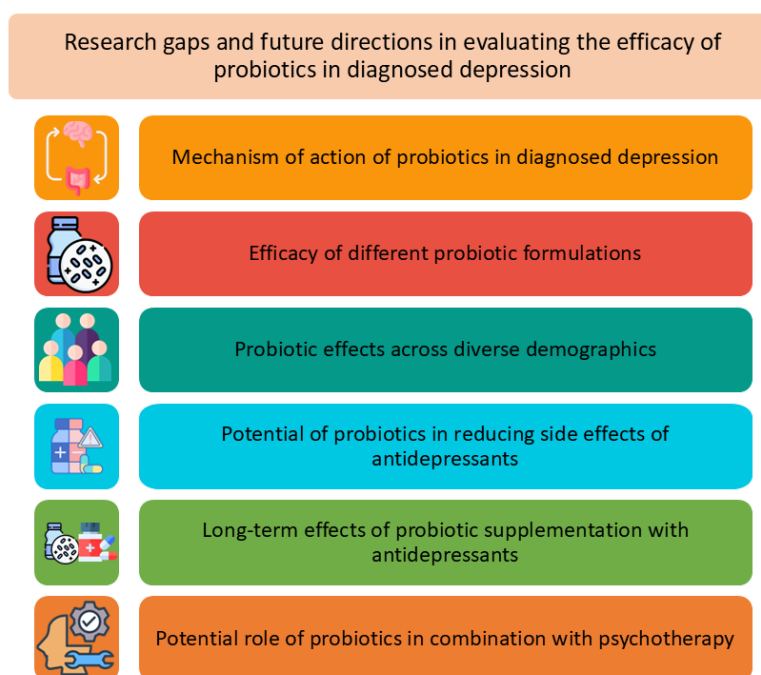 Research gaps and future directions in evaluating the efficacy of
probiotics in diagnosed depression
Mechanism of action of probiotics in diagnosed depression
Efficacy of different probiotic formulations
Probiotic effects across diverse demographics
Potential of probiotics in reducing side effects of
antidepressants
Long-term effects of probiotic supplementation with
antidepressants
Potential role of probiotics in combination with psychotherapy